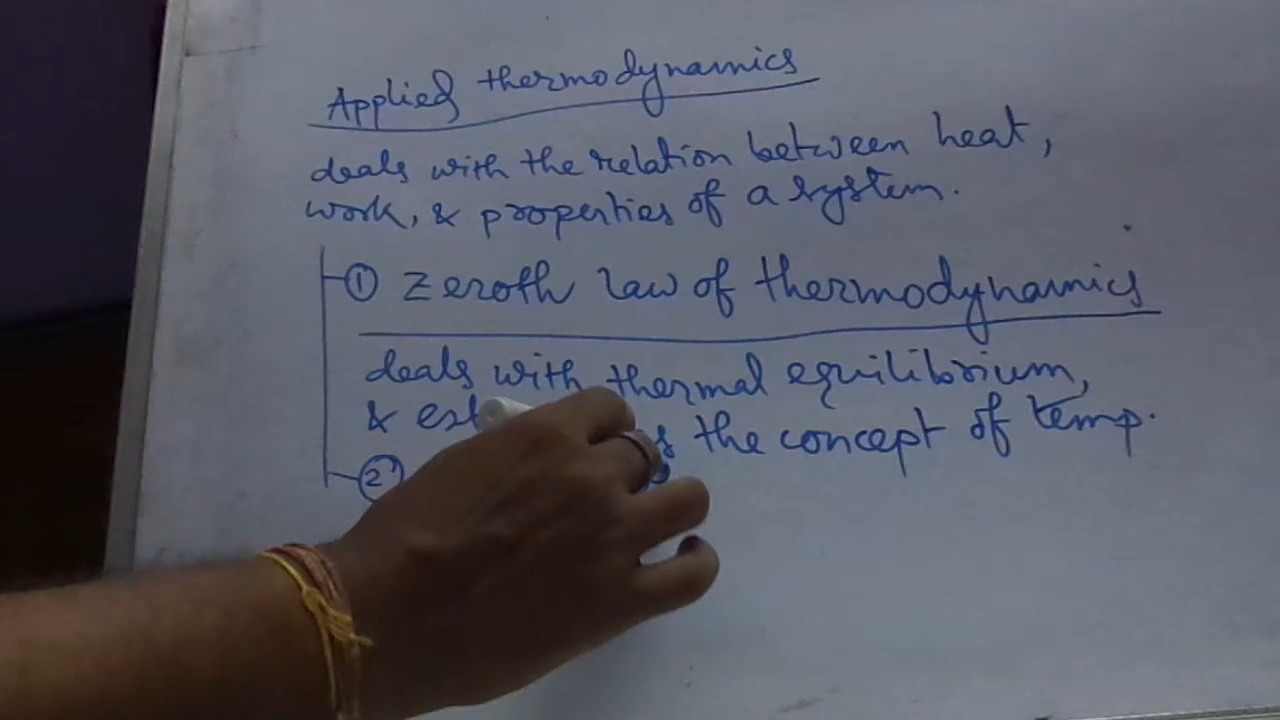 Applied thermodynamics
deals with the relation between heat,
work, & properties of a system.
① Zeroth law of thermodynamics
deals with thermal equilibrium,
& the concept of temp.
②